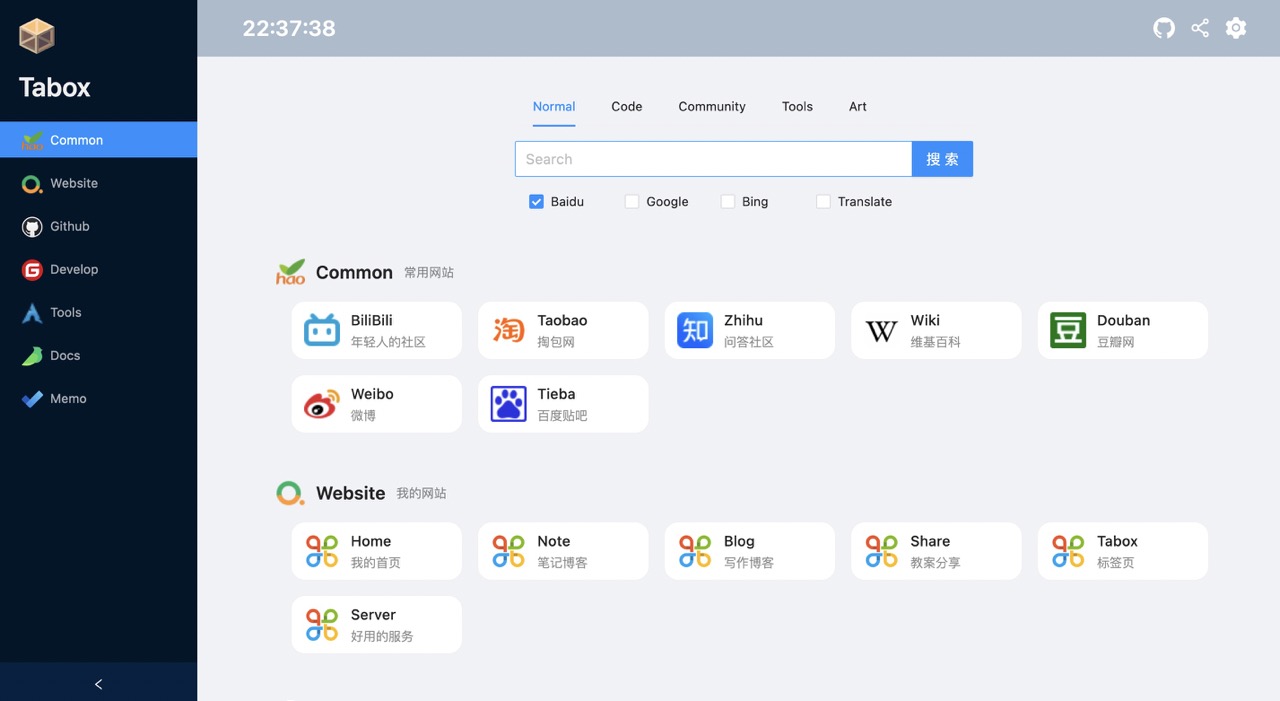 Tabox
Common
Website
Github
Develop
Tools
Docs
Memo
22:37:38
Normal Code Community Tools Art
Search 搜 索
Baidu Google Bing Translate
hao Common 常用网站
BiliBili
年轻人的社区
Taobao
淘 掏包网
Zhihu
知 问答社区
Wiki
W 维基百科
Douban
豆 豆瓣网
Weibo
微博
Tieba
百度贴吧
Website 我的网站
Home
我的首页
Note
笔记博客
Blog
写作博客
Share
教案分享
Tabox
标签页
Server
好用的服务